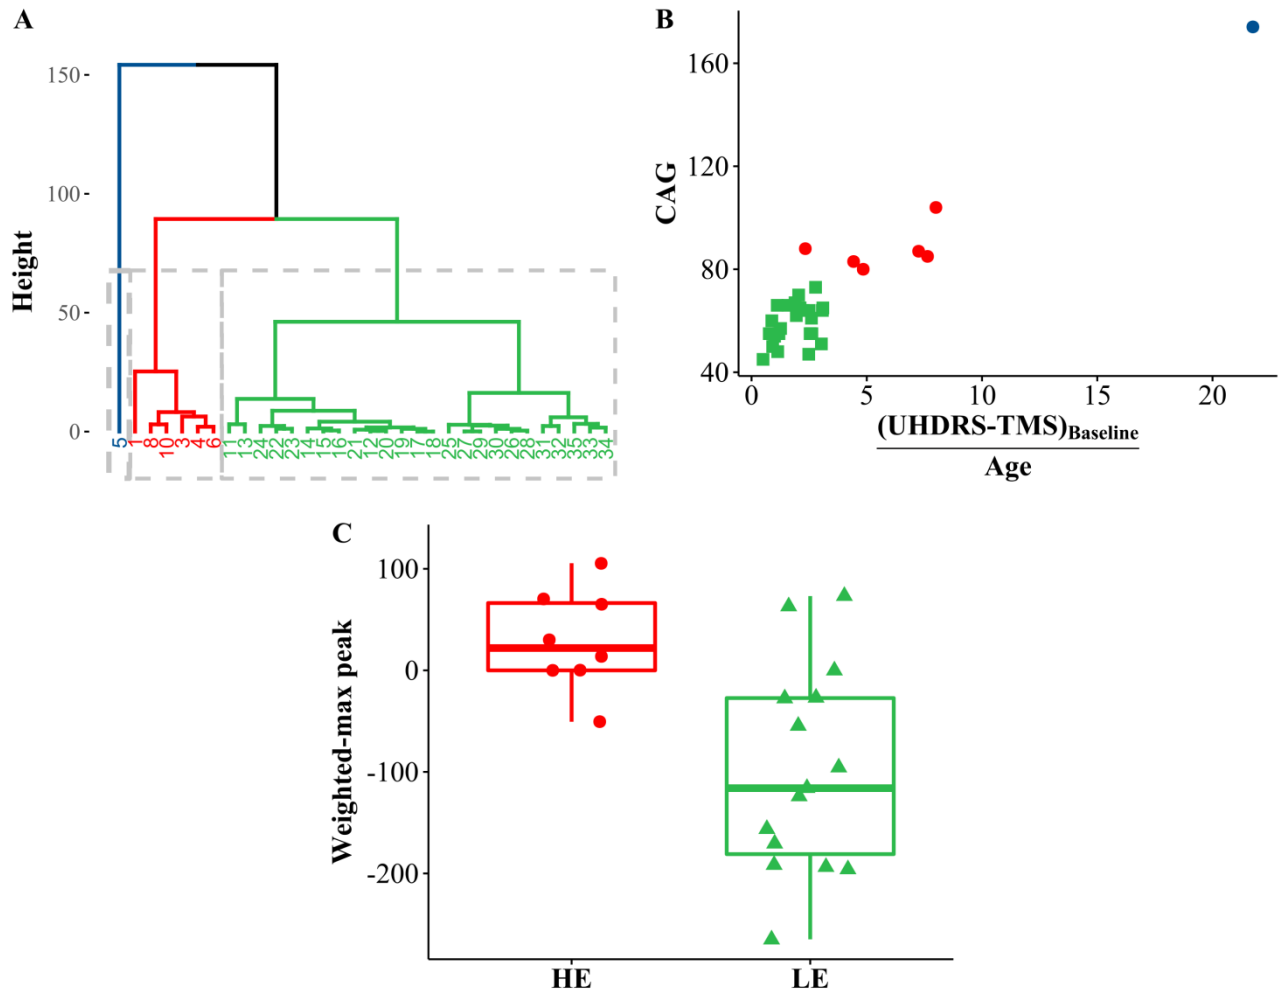 A
150
100
50
0
Height
5 1 8 10 3 4 6 11 13 24 22 23 14 15 16 21 12 20 19 17 18 25 27 29 30 26 28 31 32 35 33 34
B
160
120
80
40
CAG
0 5 10 15 20
(UHDRS-TMS)Baseline
Age
C
100
0
-100
-200
Weighted-max peak
HE LE